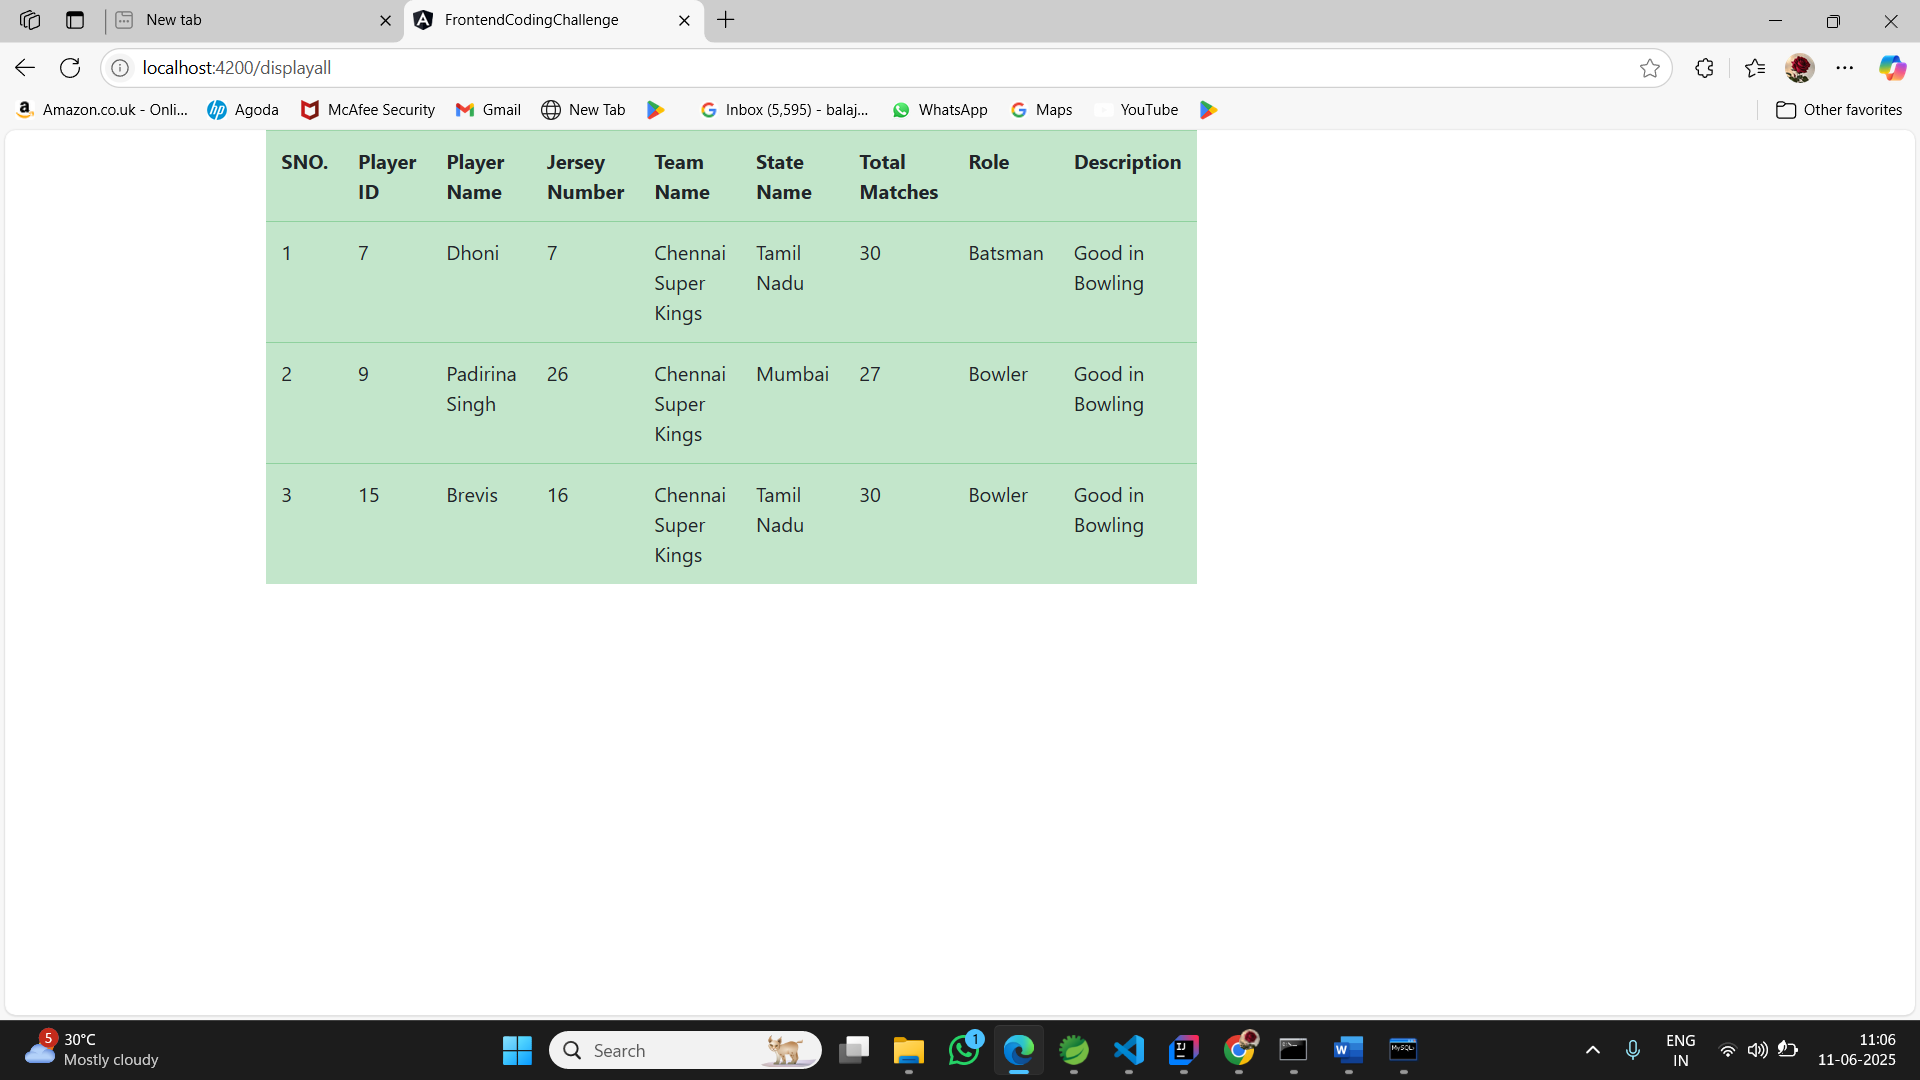 New tab
FrontendCodingChallenge
localhost:4200/displayall
Amazon.co.uk - Onli...
Agoda
McAfee Security
Gmail
New Tab
Inbox (5,595) - balaj...
WhatsApp
Maps
YouTube
Other favorites
SNO. Player ID Player Name Jersey Number Team Name State Name Total Matches Role Description
1 7 Dhoni 7 Chennai Super Kings Tamil Nadu 30 Batsman Good in Bowling
2 9 Padirina Singh 26 Chennai Super Kings Mumbai 27 Bowler Good in Bowling
3 15 Brevis 16 Chennai Super Kings Tamil Nadu 30 Bowler Good in Bowling
5
30°C
Mostly cloudy
Search
1
ENG
IN
11:06
11-06-2025